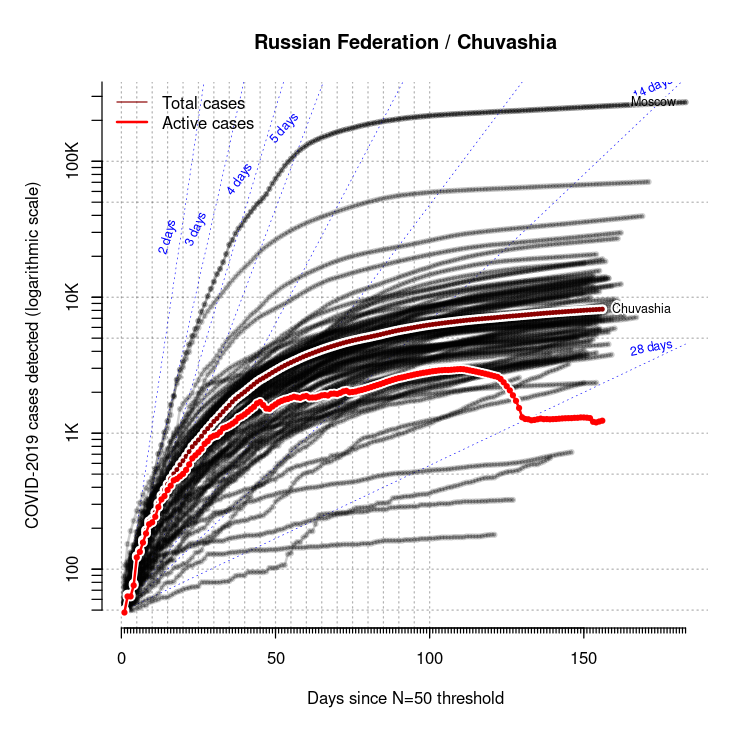 Russian Federation / Chuvashia
Total cases
Active cases
2 days
3 days
4 days
5 days
14 days
Moscow
Chuvashia
28 days
COVID-2019 cases detected (logarithmic scale)
100K
10K
1K
100
0
50
100
150
Days since N=50 threshold